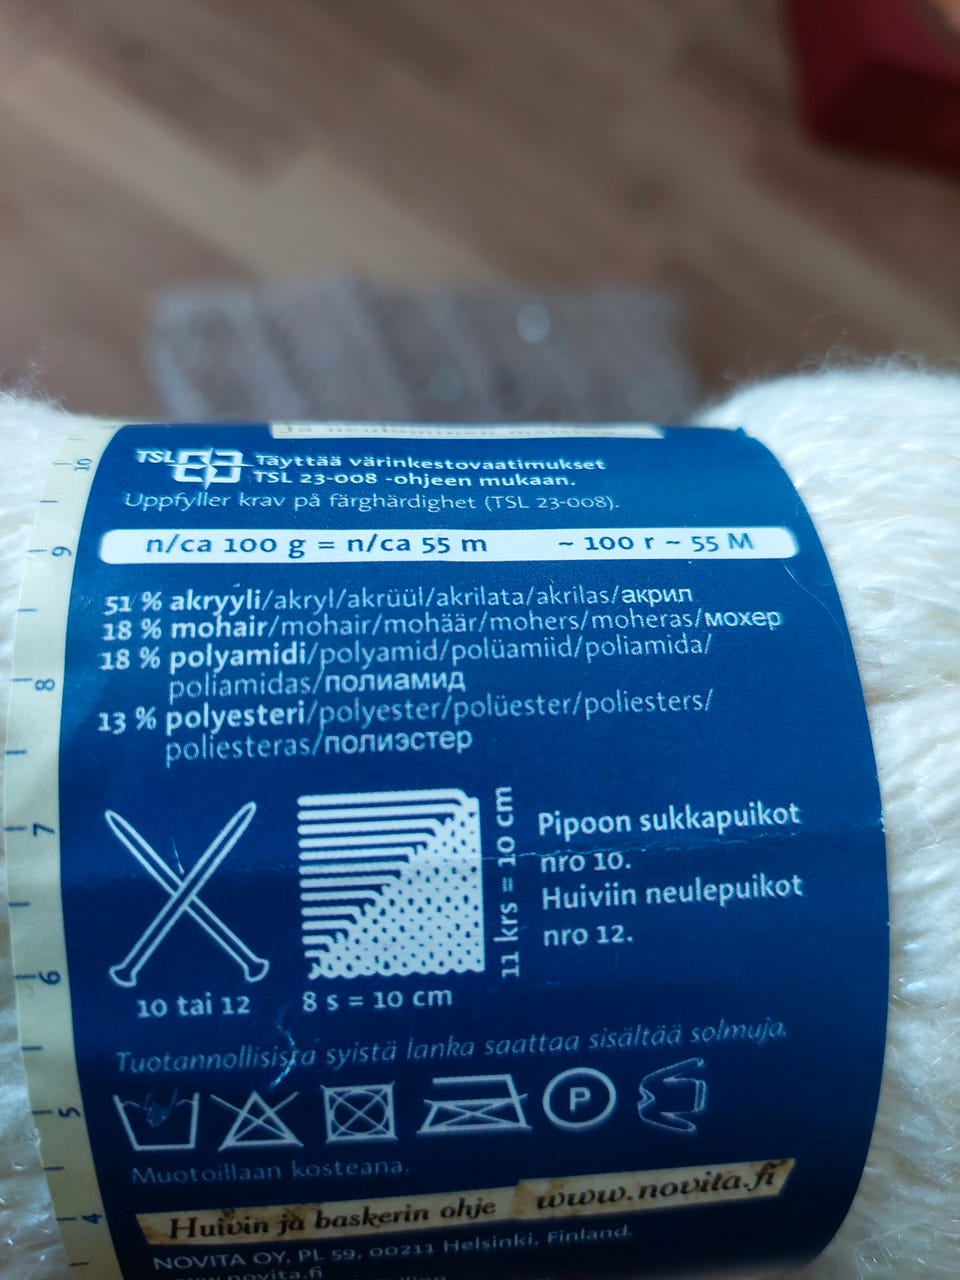 ja neulominen
TSL
Täyttää värinkestovaatimukset
TSL 23-008 -ohjeen mukaan.
Uppfyller krav på färghärdighet (TSL 23-008).
n/ca 100 g = n/ca 55 m ~ 100 г ~ 55 М
51 % akryyli/akryl/akrüül/akrilata/akrilas/акрил
18 % mohair/mohair/mohäär/mohers/moheras/мохер
18 % polyamidi/polyamid/polüamiid/poliamida/
poliamidas/полиамид
13 % polyesteri/polyester/polüester/poliesters/
poliesteras/полиэстер
10 tai 12
8 s = 10 cm
11 krs = 10 cm
Pipoon sukkapuikot
nro 10.
Huiviin neulepuikot
nro 12.
Tuotannollisista syistä lanka saattaa sisältää solmuja.
P
Muotoillaan kosteana.
Huivin ja baskerin ohje www.novita.fi
NOVITA OY, PL 59, 00211 Helsinki, Finland.
www.novita.fi
10
9
8
7
6
5
4